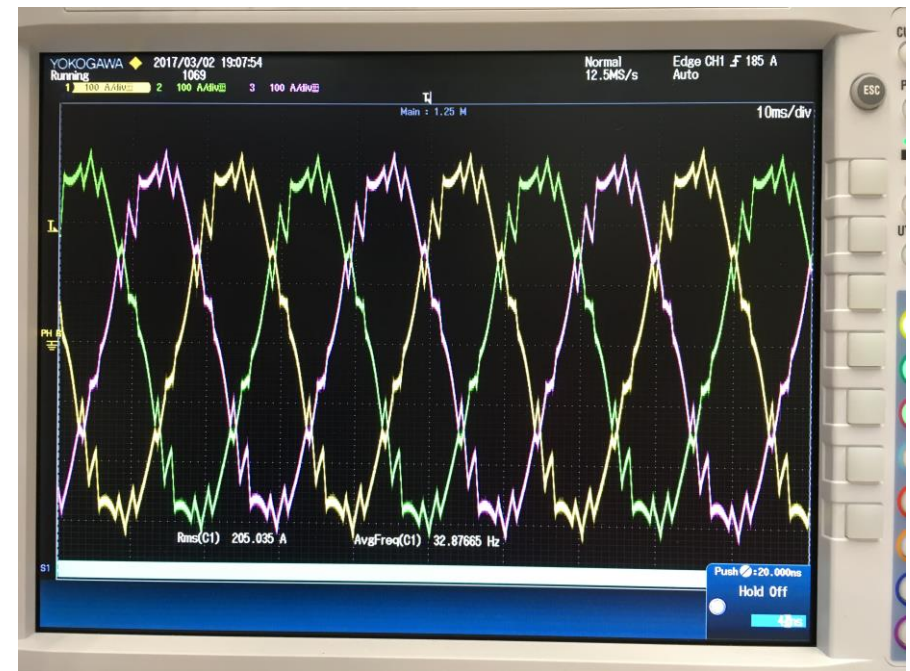 YOKOGAWA 2017/03/02 19:07:54 Normal Edge CH1 185 A
Running 1069 12.5MS/s Auto
1 100 A/div 2 100 A/div 3 100 A/div
T
Main : 1.25 M 10ms/div
T
PH
Rms(C1) 205.035 A AvgFreq(C1) 32.87665 Hz
S1
Push :20.000ns
Hold Off
ESC